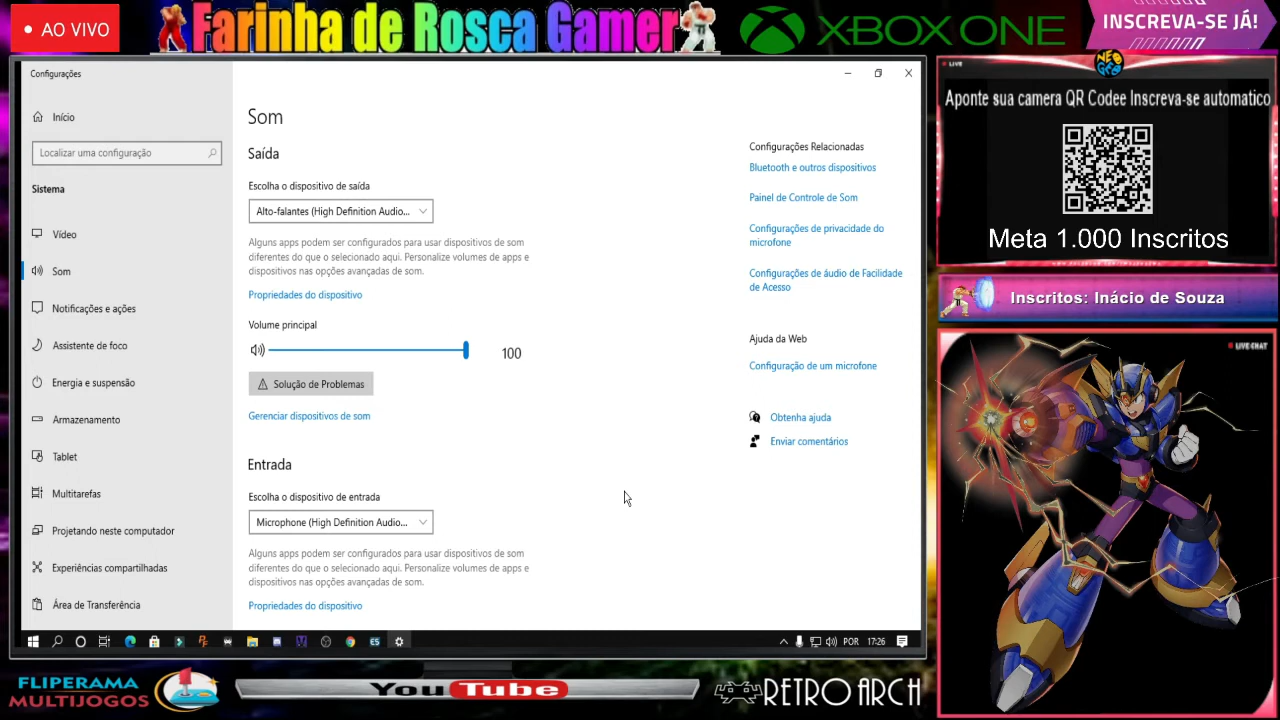 AO VIVO
Farinha de Rosca Gamer
XBOX ONE
INSCREVA-SE JÁ!
Configurações
Início
Localizar uma configuração
Sistema
Vídeo
Som
Notificações e ações
Assistente de foco
Energia e suspensão
Armazenamento
Tablet
Multitarefas
Projetando neste computador
Experiências compartilhadas
Área de Transferência
Som
Saída
Escolha o dispositivo de saída
Alto-falantes (High Definition Audio...
Alguns apps podem ser configurados para usar dispositivos de som
diferentes do que o selecionado aqui. Personalize volumes de apps e
dispositivos nas opções avançadas de som.
Propriedades do dispositivo
Volume principal
100
Solução de Problemas
Gerenciar dispositivos de som
Entrada
Escolha o dispositivo de entrada
Microphone (High Definition Audio...
Alguns apps podem ser configurados para usar dispositivos de som
diferentes do que o selecionado aqui. Personalize volumes de apps e
dispositivos nas opções avançadas de som.
Propriedades do dispositivo
Configurações Relacionadas
Bluetooth e outros dispositivos
Painel de Controle de Som
Configurações de privacidade do
microfone
Configurações de áudio de Facilidade
de Acesso
Ajuda da Web
Configuração de um microfone
Obtenha ajuda
Enviar comentários
ES
POR
17:26
LIVE
NEO
GEO
Aponte sua camera QR Codee Inscreva-se automatico
Meta 1.000 Inscritos
Inscritos: Inácio de Souza
LIVE CHAT
FLIPERAMA
MULTIJOGOS
YouTube
RETROARCH